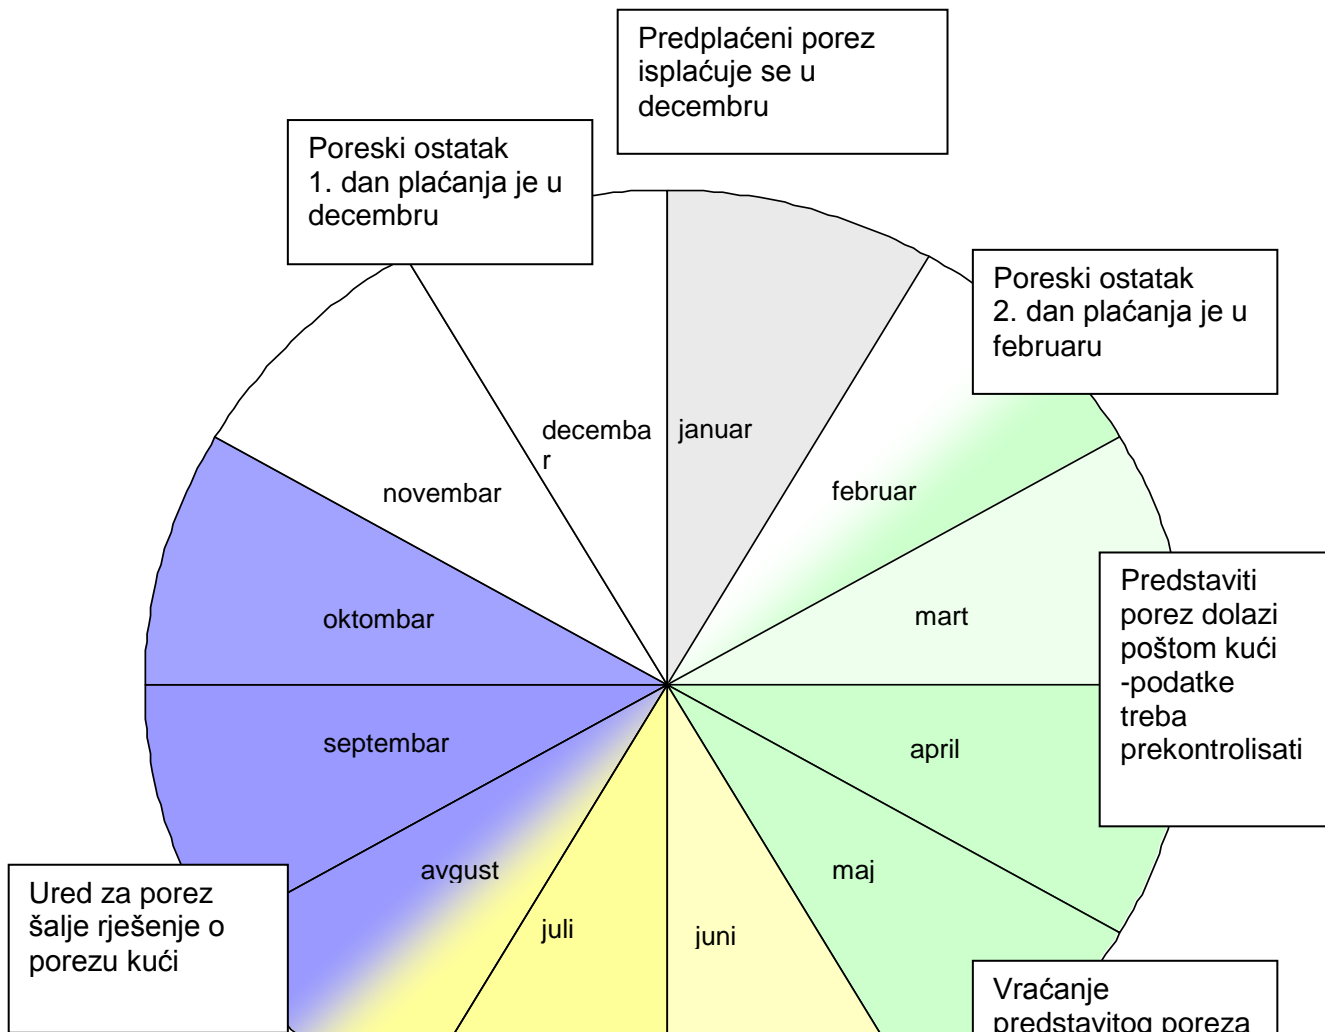 Predplaćeni porez
isplaćuje se u
decembru
Poreski ostatak
1. dan plaćanja je u
decembru
Poreski ostatak
2. dan plaćanja je u
februaru
decemba
r
januar
novembar
februar
oktombar
mart
Predstaviti
porez dolazi
poštom kući
-podatke
treba
prekontrolisati
septembar
april
avgust
maj
juli
juni
Ured za porez
šalje rješenje o
porezu kući
Vraćanje
predstavitog poreza